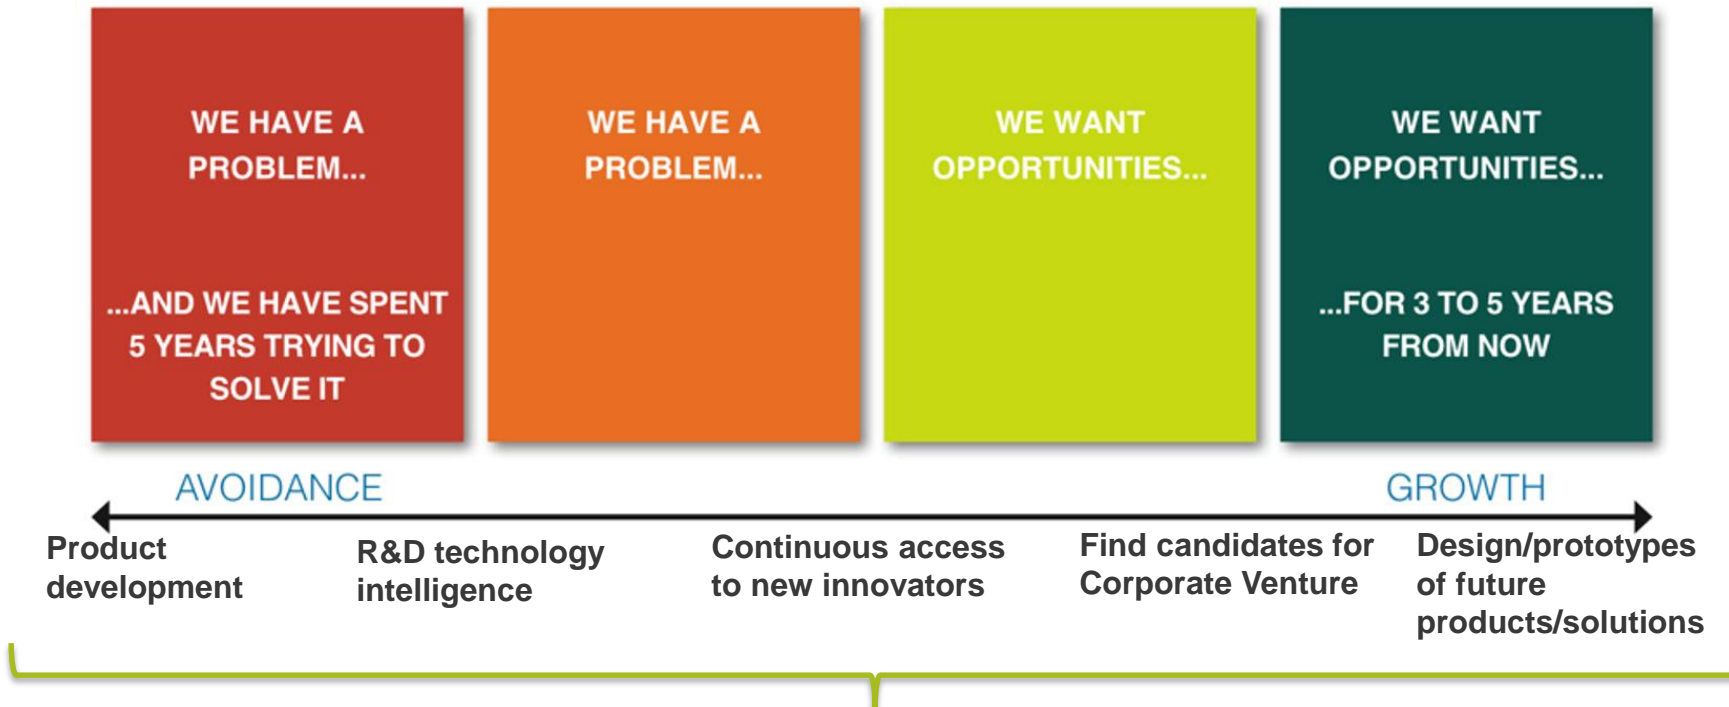 WE HAVE A
PROBLEM...
...AND WE HAVE SPENT
5 YEARS TRYING TO
SOLVE IT
WE HAVE A
PROBLEM...
WE WANT
OPPORTUNITIES...
WE WANT
OPPORTUNITIES...
...FOR 3 TO 5 YEARS
FROM NOW
AVOIDANCE
GROWTH
Product
development
R&D technology
intelligence
Continuous access
to new innovators
Find candidates for
Corporate Venture
Design/prototypes
of future
products/solutions